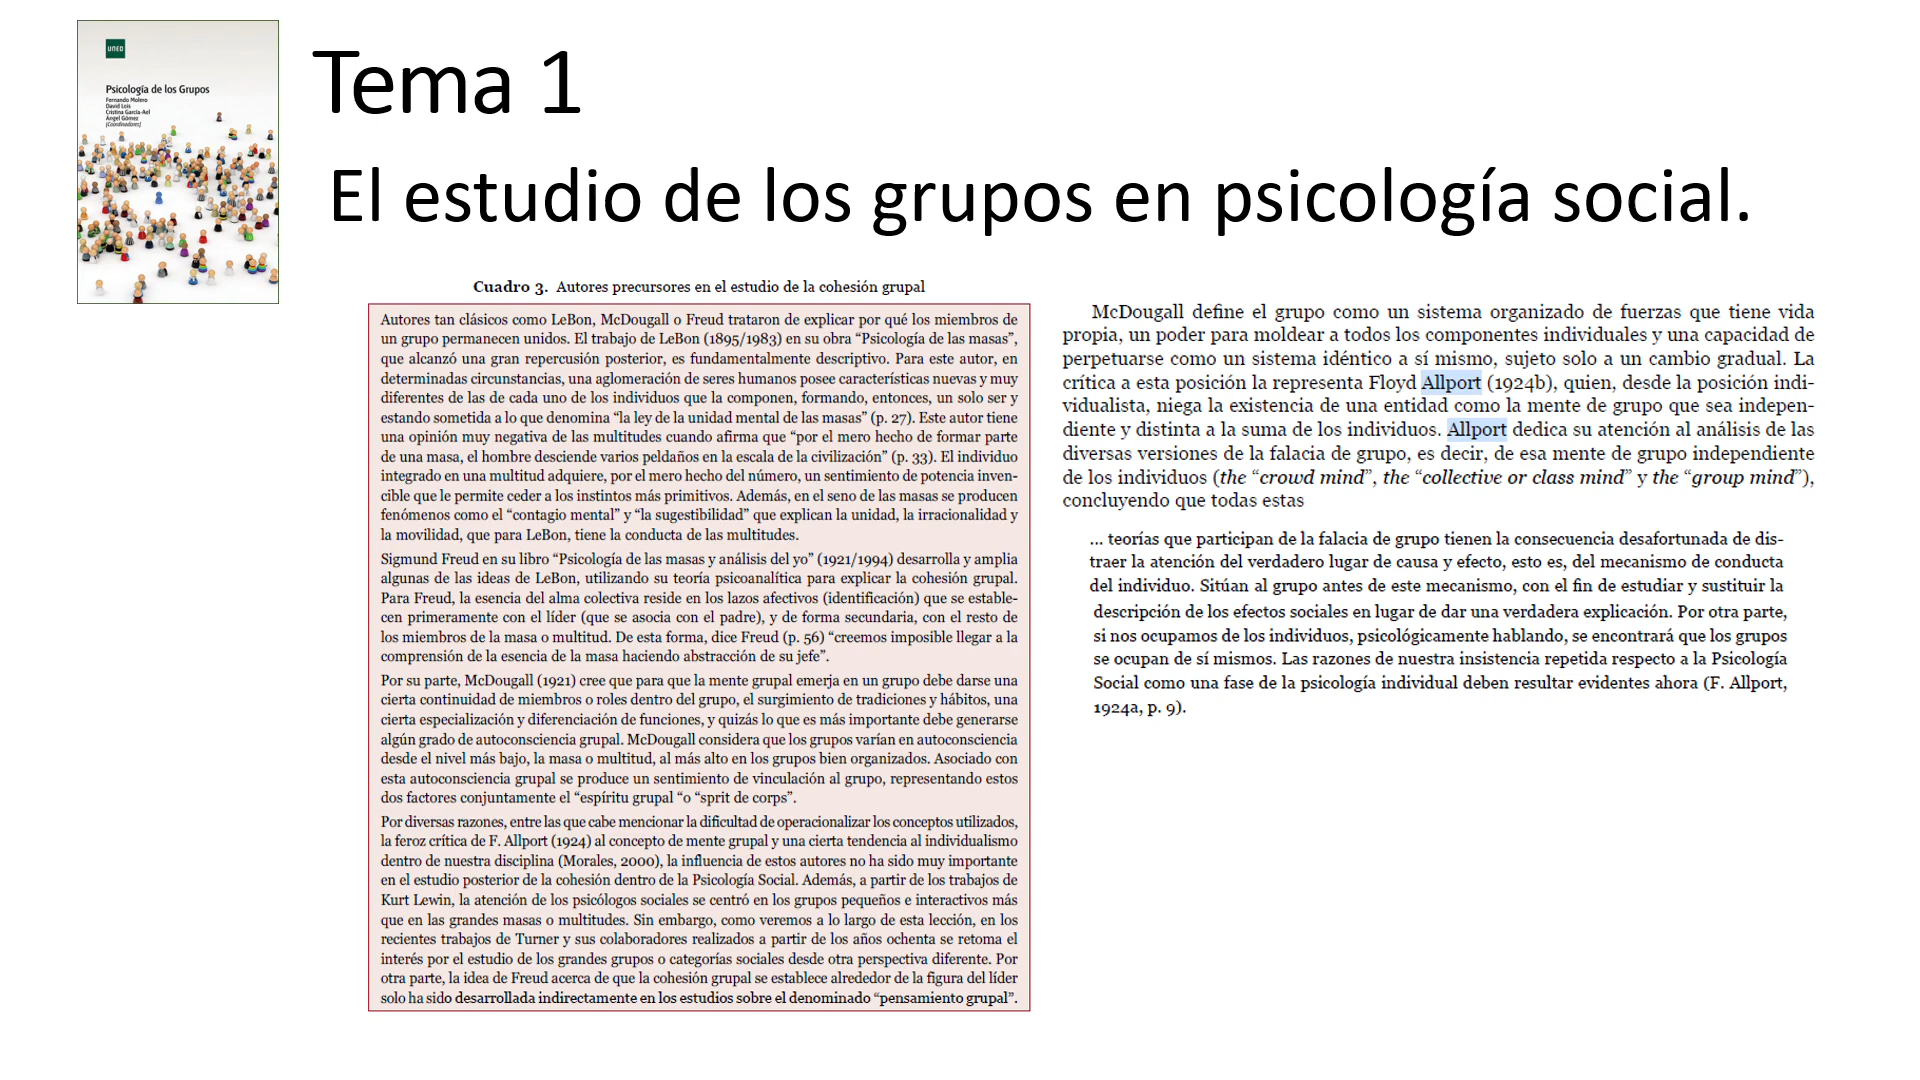 UNED
Psicología de los Grupos
Fernando Molero
David Lois
Cristina García-Ael
Ángel Gómez
(Coordinadores)
Tema 1
El estudio de los grupos en psicología social.
Cuadro 3. Autores precursores en el estudio de la cohesión grupal
Autores tan clásicos como LeBon, McDougall o Freud trataron de explicar por qué los miembros de
un grupo permanecen unidos. El trabajo de LeBon (1895/1983) en su obra “Psicología de las masas”,
que alcanzó una gran repercusión posterior, es fundamentalmente descriptivo. Para este autor, en
determinadas circunstancias, una aglomeración de seres humanos posee características nuevas y muy
diferentes de las de cada uno de los individuos que la componen, formando, entonces, un solo ser y
estando sometida a lo que denomina “la ley de la unidad mental de las masas” (p. 27). Este autor tiene
una opinión muy negativa de las multitudes cuando afirma que “por el mero hecho de formar parte
de una masa, el hombre desciende varios peldaños en la escala de la civilización” (p. 33). El individuo
integrado en una multitud adquiere, por el mero hecho del número, un sentimiento de potencia inven-
cible que le permite ceder a los instintos más primitivos. Además, en el seno de las masas se producen
fenómenos como el “contagio mental” y “la sugestibilidad” que explican la unidad, la irracionalidad y
la movilidad, que para LeBon, tiene la conducta de las multitudes.
Sigmund Freud en su libro “Psicología de las masas y análisis del yo” (1921/1994) desarrolla y amplia
algunas de las ideas de LeBon, utilizando su teoría psicoanalítica para explicar la cohesión grupal.
Para Freud, la esencia del alma colectiva reside en los lazos afectivos (identificación) que se estable-
cen primeramente con el líder (que se asocia con el padre), y de forma secundaria, con el resto de
los miembros de la masa o multitud. De esta forma, dice Freud (p. 56) “creemos imposible llegar a la
comprensión de la esencia de la masa haciendo abstracción de su jefe”.
Por su parte, McDougall (1921) cree que para que la mente grupal emerja en un grupo debe darse una
cierta continuidad de miembros o roles dentro del grupo, el surgimiento de tradiciones y hábitos, una
cierta especialización y diferenciación de funciones, y quizás lo que es más importante debe generarse
algún grado de autoconsciencia grupal. McDougall considera que los grupos varían en autoconsciencia
desde el nivel más bajo, la masa o multitud, al más alto en los grupos bien organizados. Asociado con
esta autoconsciencia grupal se produce un sentimiento de vinculación al grupo, representando estos
dos factores conjuntamente el “espíritu grupal “o “sprit de corps”.
Por diversas razones, entre las que cabe mencionar la dificultad de operacionalizar los conceptos utilizados,
la feroz crítica de F. Allport (1924) al concepto de mente grupal y una cierta tendencia al individualismo
dentro de nuestra disciplina (Morales, 2000), la influencia de estos autores no ha sido muy importante
en el estudio posterior de la cohesión dentro de la Psicología Social. Además, a partir de los trabajos de
Kurt Lewin, la atención de los psicólogos sociales se centró en los grupos pequeños e interactivos más
que en las grandes masas o multitudes. Sin embargo, como veremos a lo largo de esta lección, en los
recientes trabajos de Turner y sus colaboradores realizados a partir de los años ochenta se retoma el
interés por el estudio de los grandes grupos o categorías sociales desde otra perspectiva diferente. Por
otra parte, la idea de Freud acerca de que la cohesión grupal se establece alrededor de la figura del líder
solo ha sido desarrollada indirectamente en los estudios sobre el denominado “pensamiento grupal”.
McDougall define el grupo como un sistema organizado de fuerzas que tiene vida
propia, un poder para moldear a todos los componentes individuales y una capacidad de
perpetuarse como un sistema idéntico a sí mismo, sujeto solo a un cambio gradual. La
crítica a esta posición la representa Floyd Allport (1924b), quien, desde la posición indi-
vidualista, niega la existencia de una entidad como la mente de grupo que sea indepen-
diente y distinta a la suma de los individuos. Allport dedica su atención al análisis de las
diversas versiones de la falacia de grupo, es decir, de esa mente de grupo independiente
de los individuos (the “crowd mind”, the “collective or class mind” y the “group mind”),
concluyendo que todas estas
... teorías que participan de la falacia de grupo tienen la consecuencia desafortunada de dis-
traer la atención del verdadero lugar de causa y efecto, esto es, del mecanismo de conducta
del individuo. Sitúan al grupo antes de este mecanismo, con el fin de estudiar y sustituir la
descripción de los efectos sociales en lugar de dar una verdadera explicación. Por otra parte,
si nos ocupamos de los individuos, psicológicamente hablando, se encontrará que los grupos
se ocupan de sí mismos. Las razones de nuestra insistencia repetida respecto a la Psicología
Social como una fase de la psicología individual deben resultar evidentes ahora (F. Allport,
1924a, p. 9).